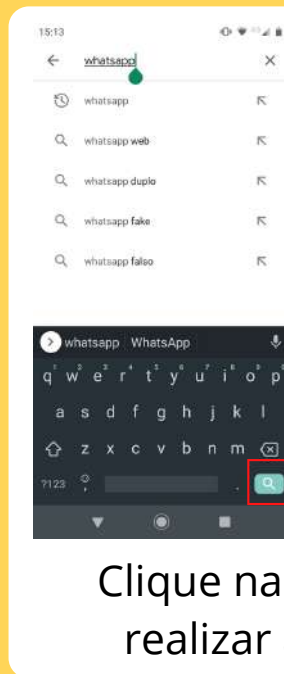 15:13
whatsapp
whatsapp
whatsapp web
whatsapp duplo
whatsapp fake
whatsapp falso
whatsapp WhatsApp
q w e r t y u i o p
a s d f g h j k l
z x c v b n m
?123 , .
Clique na
realizar